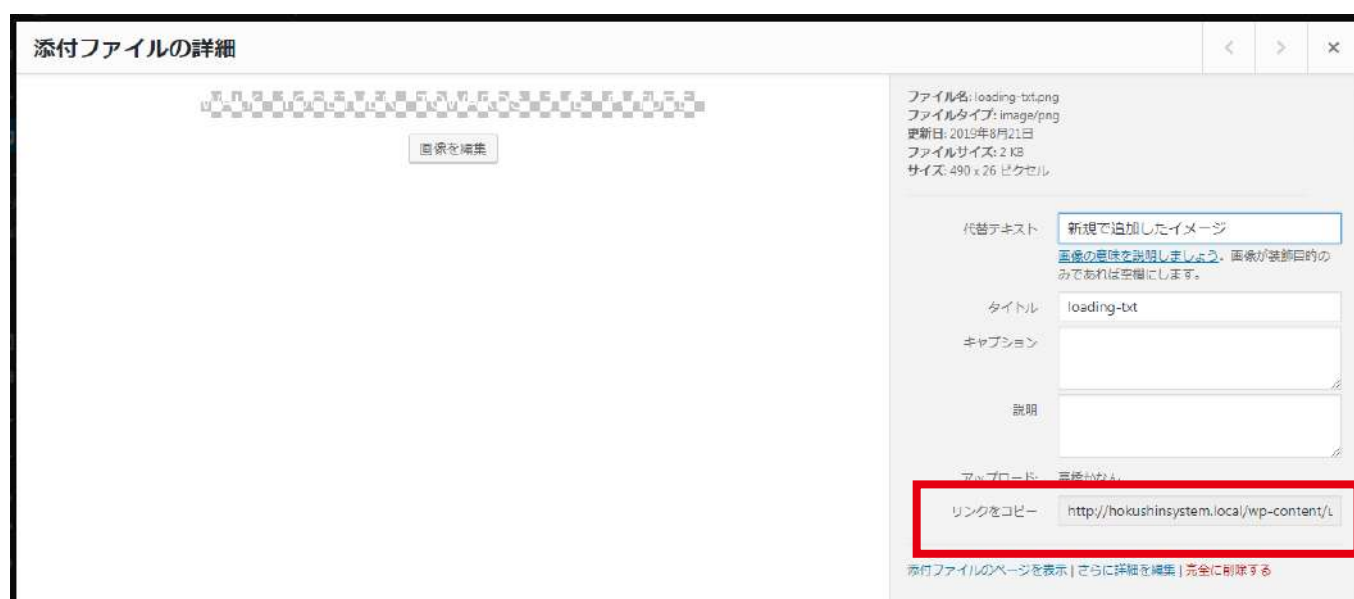 添付ファイルの詳細
画像を編集
ファイル名: loading-txt.png
ファイルタイプ: image/png
更新日: 2019年8月21日
ファイルサイズ: 2 KB
サイズ: 490 x 26 ピクセル
代替テキスト 新規で追加したイメージ
画像の意味を説明しましょう。画像が装飾目的の
みであれば空欄にします。
タイトル loading-txt
キャプション
説明
アップロード:
リンクをコピー http://hokushinsystem.local/wp-content/u
添付ファイルのページを表示 | さらに詳細を編集 | 完全に削除する